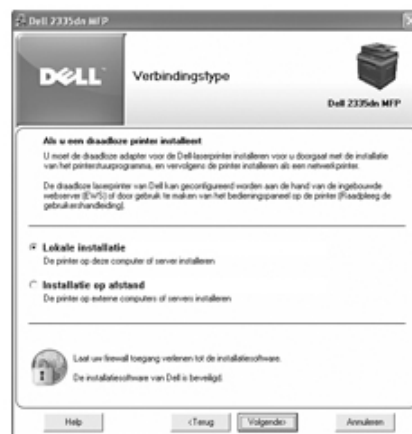 Dell 2335dn MFP
DELL
Verbindingstype
Dell 2335dn MFP
Als u een draadloze printer installeert
U moet de draadloze adapter voor de Dell-laserprinter installeren voor u doorgaat met de installatie
van het printerstuurprogramma, en vervolgens de printer installeren als een netwerkprinter.
De draadloze laserprinter van Dell kan geconfigureerd worden aan de hand van de ingebouwde
webserver (EWS) of door gebruik te maken van het bedieningspaneel op de printer (Raadpleeg de
gebruikershandleiding).
Lokale installatie
De printer op deze computer of server installeren
Installatie op afstand
De printer op externe computers of servers installeren
Laat uw firewall toegang verlenen tot de installatiesoftware.
De installatiesoftware van Dell is beveiligd.
Help
<Terug
Volgende>
Annuleren